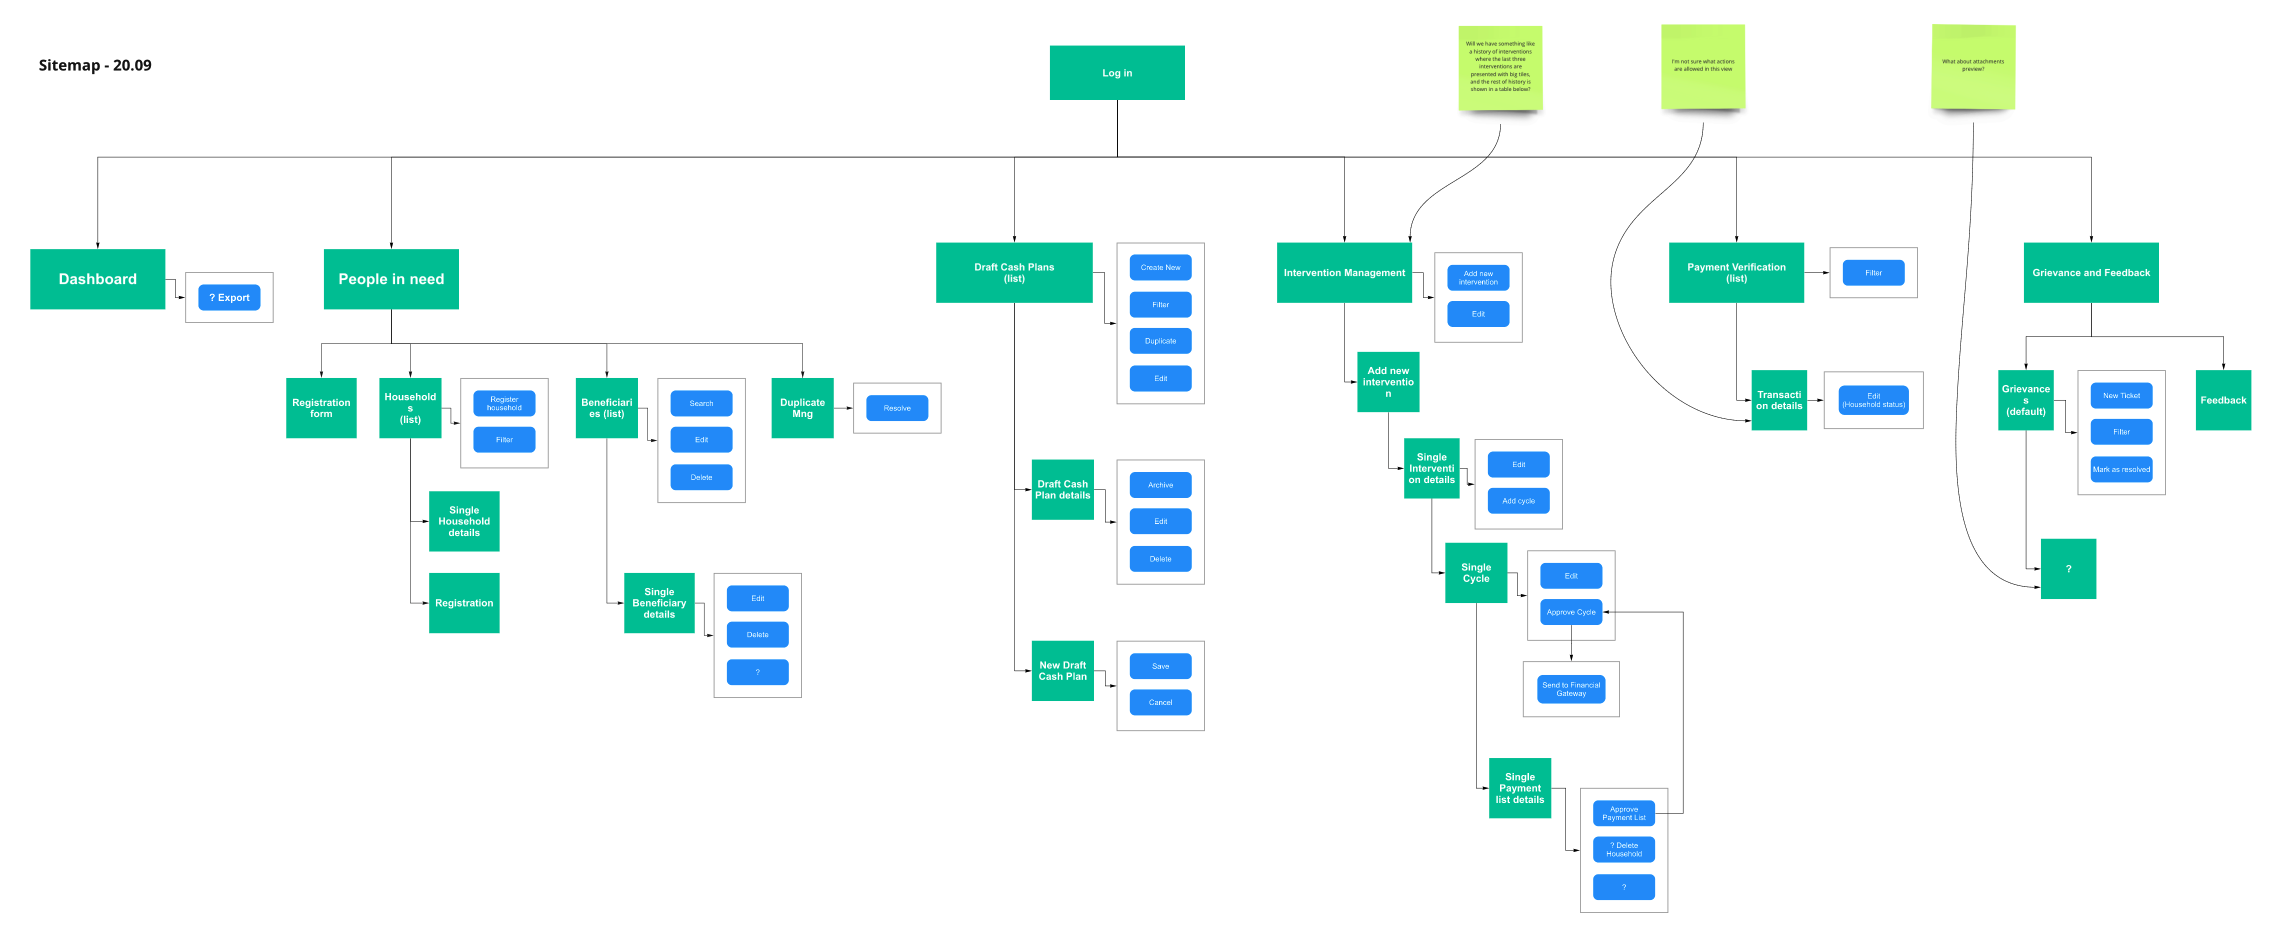 Sitemap - 20.09
Log in
Will we have something like
a history of interventions
where the last three
interventions are
presented with big tiles,
and the rest of history is
shown in a table below?
I'm not sure what actions
are allowed in this view
What about attachments
preview?
Dashboard
? Export
People in need
Registration
form
Household
s
(list)
Register
household
Filter
Single
Household
details
Registration
Beneficiari
es (list)
Search
Edit
Delete
Single
Beneficiary
details
Edit
Delete
?
Duplicate
Mng
Resolve
Draft Cash Plans
(list)
Create New
Filter
Duplicate
Edit
Draft Cash
Plan details
Archive
Edit
Delete
New Draft
Cash Plan
Save
Cancel
Intervention Management
Add new
intervention
Edit
Add new
interventio
n
Single
Interventi
on details
Edit
Add cycle
Single
Cycle
Edit
Approve Cycle
Send to Financial
Gateway
Single
Payment
list details
Approve
Payment List
? Delete
Household
?
Payment Verification
(list)
Filter
Transacti
on details
Edit
(Household status)
Grievance and Feedback
Grievance
s
(default)
New Ticket
Filter
Mark as resolved
?
Feedback